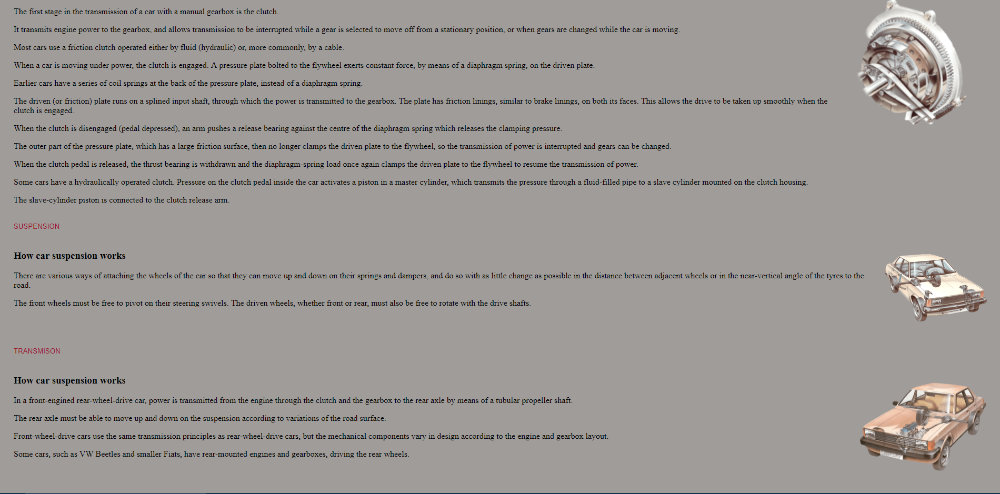 The first stage in the transmission of a car with a manual gearbox is the clutch.
It transmits engine power to the gearbox, and allows transmission to be interrupted while a gear is selected to move off from a stationary position, or when gears are changed while the car is moving.
Most cars use a friction clutch operated either by fluid (hydraulic) or, more commonly, by a cable.
When a car is moving under power, the clutch is engaged. A pressure plate bolted to the flywheel exerts constant force, by means of a diaphragm spring, on the driven plate.
Earlier cars have a series of coil springs at the back of the pressure plate, instead of a diaphragm spring.
The driven (or friction) plate runs on a splined input shaft, through which the power is transmitted to the gearbox. The plate has friction linings, similar to brake linings, on both its faces. This allows the drive to be taken up smoothly when the
clutch is engaged.
When the clutch is disengaged (pedal depressed), an arm pushes a release bearing against the centre of the diaphragm spring which releases the clamping pressure.
The outer part of the pressure plate, which has a large friction surface, then no longer clamps the driven plate to the flywheel, so the transmission of power is interrupted and gears can be changed.
When the clutch pedal is released, the thrust bearing is withdrawn and the diaphragm-spring load once again clamps the driven plate to the flywheel to resume the transmission of power.
Some cars have a hydraulically operated clutch. Pressure on the clutch pedal inside the car activates a piston in a master cylinder, which transmits the pressure through a fluid-filled pipe to a slave cylinder mounted on the clutch housing.
The slave-cylinder piston is connected to the clutch release arm.
SUSPENSION
How car suspension works
There are various ways of attaching the wheels of the car so that they can move up and down on their springs and dampers, and do so with as little change as possible in the distance between adjacent wheels or in the near-vertical angle of the tyres to the
road.
The front wheels must be free to pivot on their steering swivels. The driven wheels, whether front or rear, must also be free to rotate with the drive shafts.
TRANSMISON
How car suspension works
In a front-engined rear-wheel-drive car, power is transmitted from the engine through the clutch and the gearbox to the rear axle by means of a tubular propeller shaft.
The rear axle must be able to move up and down on the suspension according to variations of the road surface.
Front-wheel-drive cars use the same transmission principles as rear-wheel-drive cars, but the mechanical components vary in design according to the engine and gearbox layout.
Some cars, such as VW Beetles and smaller Fiats, have rear-mounted engines and gearboxes, driving the rear wheels.